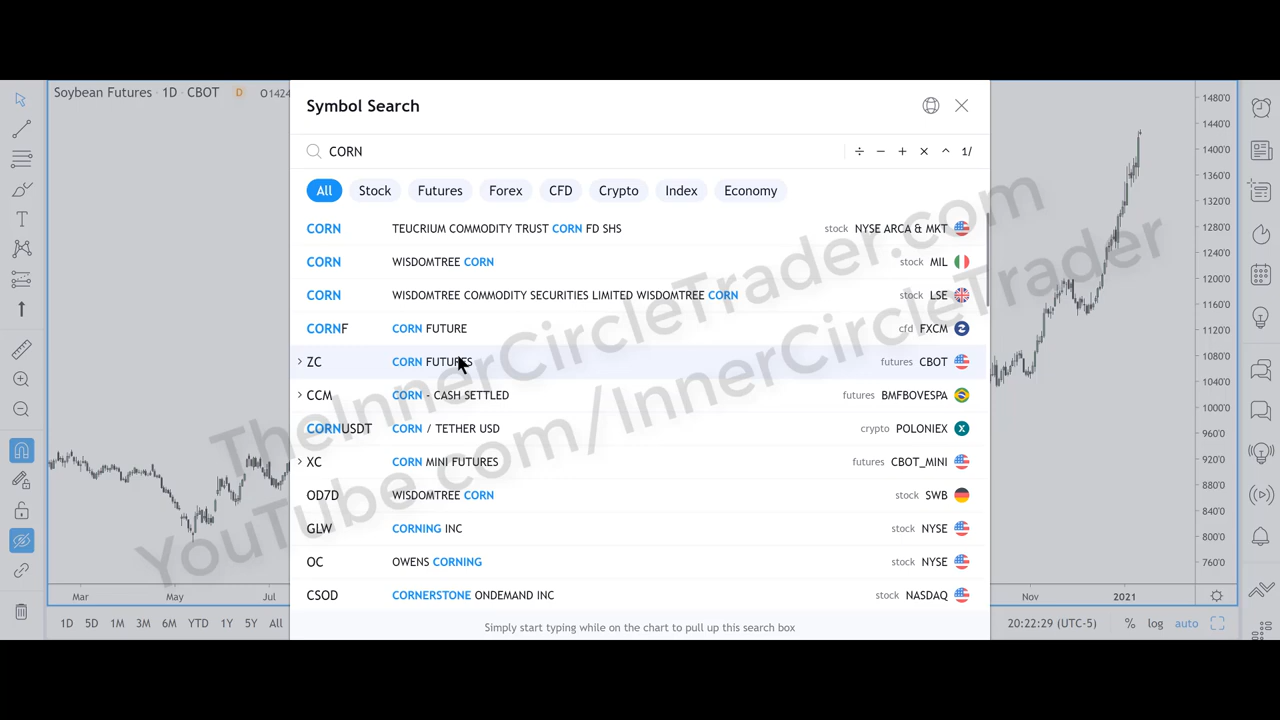 Soybean Futures · 1D · CBOT D O1424
Symbol Search
CORN
÷ − + × ^ 1/
All Stock Futures Forex CFD Crypto Index Economy
CORN TEUCRIUM COMMODITY TRUST CORN FD SHS stock NYSE ARCA & MKT
CORN WISDOMTREE CORN stock MIL
CORN WISDOMTREE COMMODITY SECURITIES LIMITED WISDOMTREE CORN stock LSE
CORNF CORN FUTURE cfd FXCM
> ZC CORN FUTURES futures CBOT
> CCM CORN - CASH SETTLED futures BMFBOVESPA
CORNUSDT CORN / TETHER USD crypto POLONIEX
> XC CORN MINI FUTURES futures CBOT_MINI
OD7D WISDOMTREE CORN stock SWB
GLW CORNING INC stock NYSE
OC OWENS CORNING stock NYSE
CSOD CORNERSTONE ONDEMAND INC stock NASDAQ
Simply start typing while on the chart to pull up this search box
1480'0
1440'0
1400'0
1360'0
1320'0
1280'0
1240'0
1200'0
1160'0
1120'0
1080'0
1040'0
1000'0
960'0
920'0
880'0
840'0
800'0
760'0
Mar May Jul Nov 2021
1D 5D 1M 3M 6M YTD 1Y 5Y All 20:22:29 (UTC-5) % log auto
TheInnerCircleTrader.com
YouTube.com/InnerCircleTrader